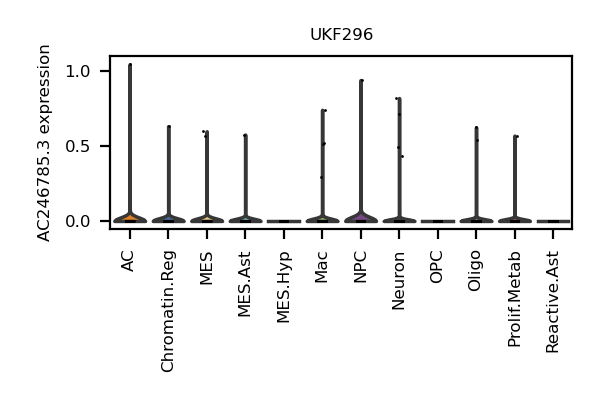 UKF296
AC246785.3 expression
1.0
0.5
0.0
AC
Chromatin.Reg
MES
MES.Ast
MES.Hyp
Mac
NPC
Neuron
OPC
Oligo
Prolif.Metab
Reactive.Ast